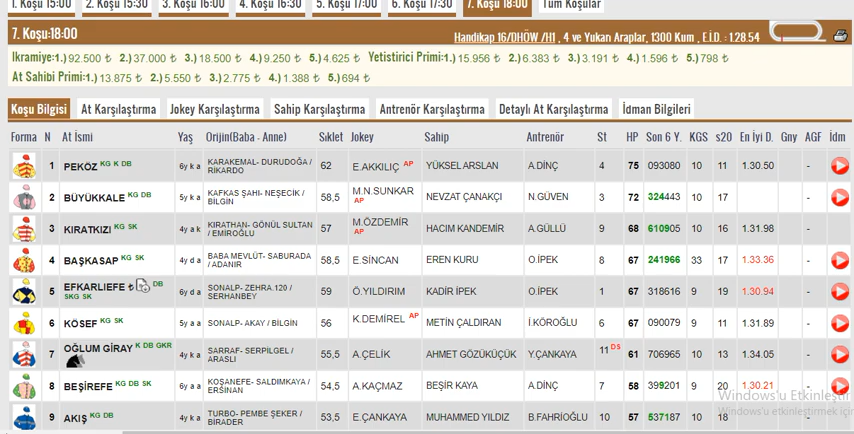 1. Koşu 15:00 2. Koşu 15:30 3. Koşu 16:00 4. Koşu 16:30 5. Koşu 17:00 6. Koşu 17:30 7. Koşu 18:00 Tüm Koşular
7. Koşu:18:00
Handikap 16/DHÖW /H1 , 4 ve Yukarı Araplar, 1300 Kum , E.İ.D. : 1.28.54
İkramiye:1.) 92.500 ₺ 2.) 37.000 ₺ 3.) 18.500 ₺ 4.) 9.250 ₺ 5.) 4.625 ₺ Yetistirici Primi:1.) 15.956 ₺ 2.) 6.383 ₺ 3.) 3.191 ₺ 4.) 1.596 ₺ 5.) 798 ₺
At Sahibi Primi:1.) 13.875 ₺ 2.) 5.550 ₺ 3.) 2.775 ₺ 4.) 1.388 ₺ 5.) 694 ₺
Koşu Bilgisi At Karşılaştırma Jokey Karşılaştırma Sahip Karşılaştırma Antrenör Karşılaştırma Detaylı At Karşılaştırma İdman Bilgileri
Forma N At İsmi Yaş Orijin(Baba - Anne) Sıklet Jokey Sahip Antrenör St HP Son 6 Y. KGS s20 En İyi D. Gny AGF İdm
1 PEKÖZ KG K DB 6y k a KARAKEMAL- DURUDOĞA / RİKARDO 62 E.AKKILIÇ AP YÜKSEL ARSLAN A.DİNÇ 4 75 093080 10 11 1.30.50 -
2 BÜYÜKKALE KG DB 5y k a KAFKAS ŞAHI- NEŞECİK / BİLGİN 58,5 M.N.SUNKAR AP NEVZAT ÇANAKÇI N.GÜVEN 3 72 324443 10 17 -
3 KIRATKIZI KG SK 4y a k KIRATHAN- GÖNÜL SULTAN / EMİROĞLU 57 M.ÖZDEMİR AP HACIM KANDEMİR A.GÜLLÜ 9 68 610905 10 16 1.31.98 -
4 BAŞKASAP KG SK 4y d a BABA MEVLÜT- SABURADA / ADANIR 58,5 E.SİNCAN EREN KURU O.İPEK 8 67 241966 33 17 1.33.36 -
5 EFKARLIEFE ₺ DB SKG SK 6y d a SONALP- ZEHRA.120 / SERHANBEY 59 Ö.YILDIRIM KADİR İPEK O.İPEK 1 67 318616 9 19 1.30.94 -
6 KÖSEF KG SK 5y a a SONALP- AKAY / BİLGİN 56 K.DEMİREL AP METİN ÇALDIRAN İ.KÖROĞLU 6 67 090079 9 11 1.31.89 -
7 OĞLUM GİRAY K DB GKR 4y k a SARRAF- SERPİLGEL / ARASLI 55,5 A.ÇELİK AHMET GÖZÜKÜÇÜK Y.ÇANKAYA 11 DS 61 706965 10 13 1.34.05 -
8 BEŞİREFE KG DB SK 6y a a KOŞANEFE- SALDIMKAYA / ERŞİNAN 54,5 A.KAÇMAZ BEŞİR KAYA A.DİNÇ 7 58 399201 9 20 1.30.21 -
9 AKIŞ KG DB 4y k a TURBO- PEMBE ŞEKER / BİRADER 53,5 E.ÇANKAYA MUHAMMED YILDIZ B.FAHRİOĞLU 10 57 537187 10 18 -
Windows'u Etkinleştir
Windows'u etkinleştirmek için